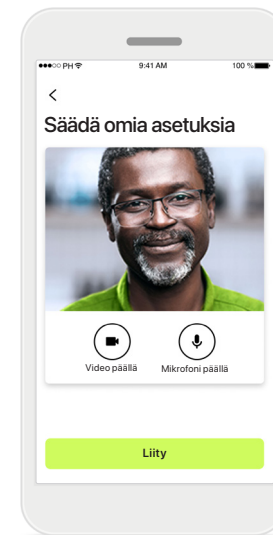 PH 9:41 AM 100 %
Säädä omia asetuksia
Video päällä Mikrofoni päällä
Liity